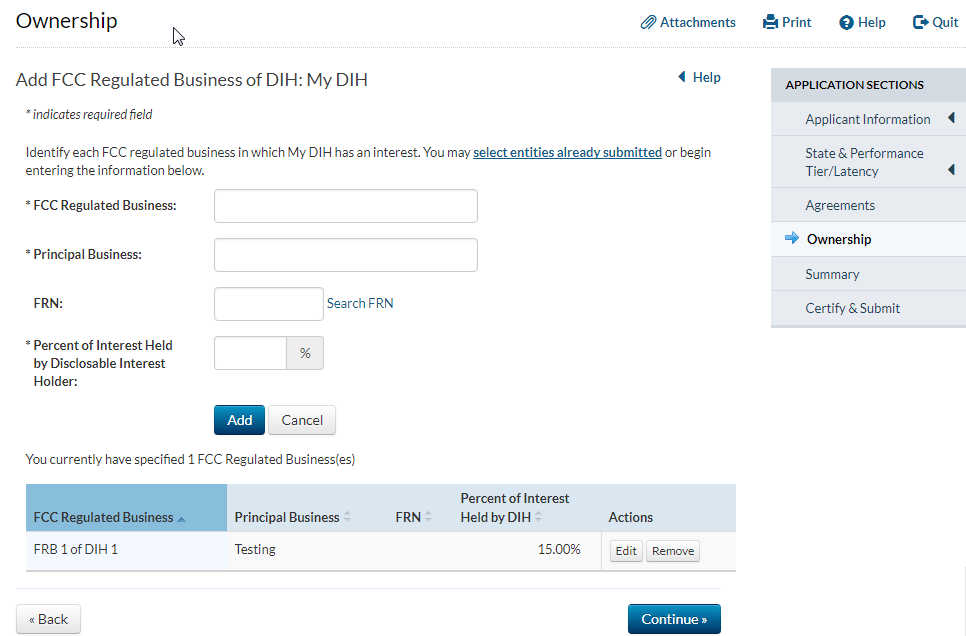 Ownership
Attachments
Print
Help
Quit
Add FCC Regulated Business of DIH: My DIH
Help
* indicates required field
Identify each FCC regulated business in which My DIH has an interest. You may select entities already submitted or begin
entering the information below.
* FCC Regulated Business:
* Principal Business:
FRN:
Search FRN
* Percent of Interest Held
by Disclosable Interest
Holder:
%
Add
Cancel
You currently have specified 1 FCC Regulated Business(es)
FCC Regulated Business
Principal Business
FRN
Percent of Interest
Held by DIH
Actions
FRB 1 of DIH 1
Testing
15.00%
Edit
Remove
« Back
Continue »
APPLICATION SECTIONS
Applicant Information
State & Performance
Tier/Latency
Agreements
Ownership
Summary
Certify & Submit